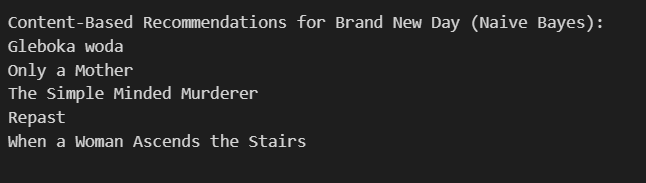 Content-Based Recommendations for Brand New Day (Naive Bayes):
Gleboka woda
Only a Mother
The Simple Minded Murderer
Repast
When a Woman Ascends the Stairs